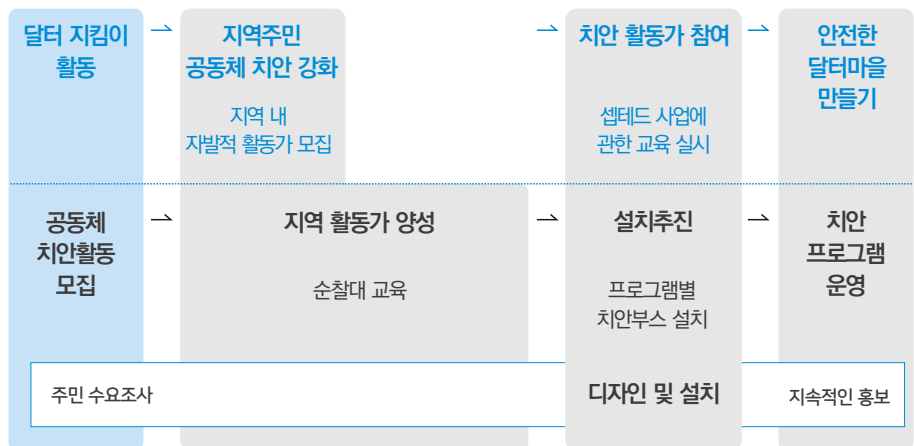 달터 지킴이
활동
→
지역주민
공동체 치안 강화
지역 내
자발적 활동가 모집
→
치안 활동가 참여
셉테드 사업에
관한 교육 실시
→
안전한
달터마을
만들기
공동체
치안활동
모집
→
지역 활동가 양성
순찰대 교육
→
설치추진
프로그램별
치안부스 설치
→
치안
프로그램
운영
주민 수요조사
디자인 및 설치
지속적인 홍보